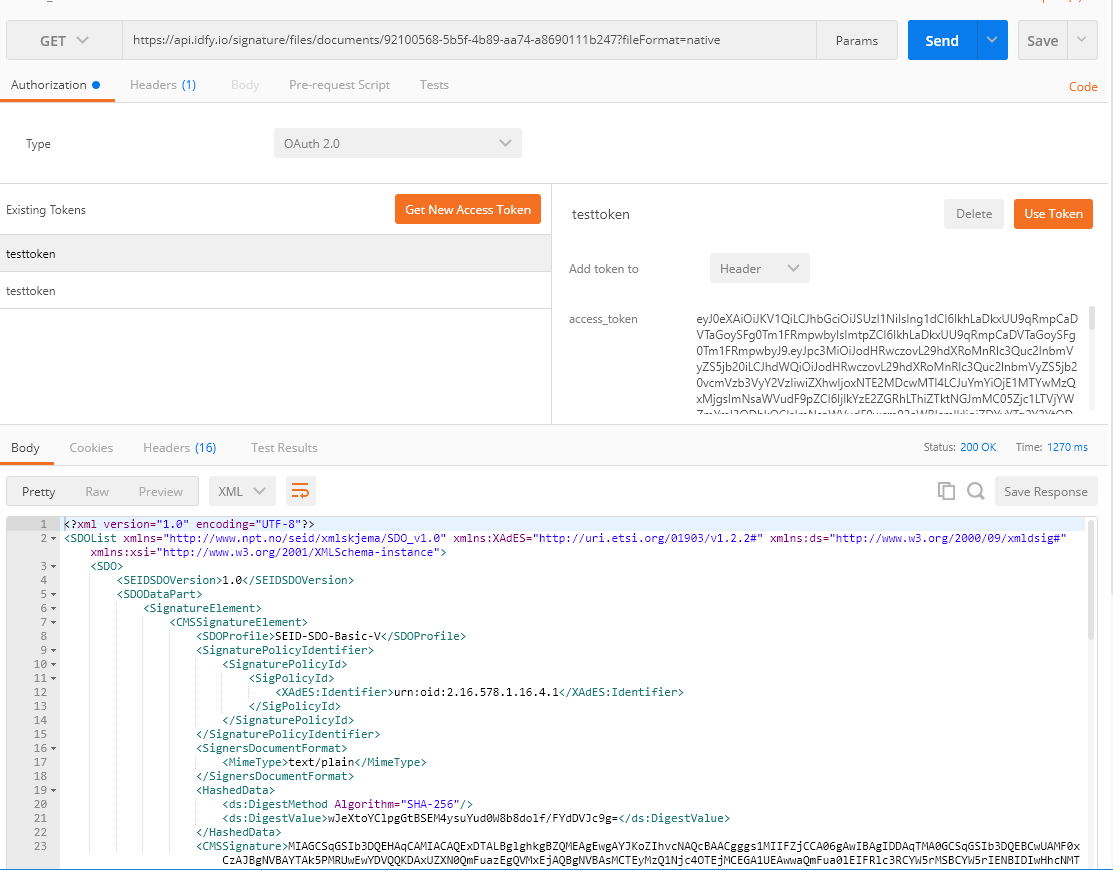 GET
https://api.idfy.io/signature/files/documents/92100568-5b5f-4b89-aa74-a8690111b247?fileFormat=native
Params
Send
Save
Authorization
Headers (1)
Body
Pre-request Script
Tests
Code
Type
OAuth 2.0
Existing Tokens
Get New Access Token
testtoken
testtoken
testtoken
Delete
Use Token
Add token to
Header
access_token
Body
Cookies
Headers (16)
Test Results
Status: 200 OK
Time: 1270 ms
Pretty
Raw
Preview
XML
Save Response
1 <?xml version="1.0" encoding="UTF-8"?>
2 <SDOList xmlns="http://www.npt.no/seid/xmlskjema/SDO_v1.0" xmlns:XAdES="http://uri.etsi.org/01903/v1.2.2#" xmlns:ds="http://www.w3.org/2000/09/xmldsig#"
xmlns:xsi="http://www.w3.org/2001/XMLSchema-instance">
3 <SDO>
4 <SEIDSDOVersion>1.0</SEIDSDOVersion>
5 <SDODataPart>
6 <SignatureElement>
7 <CMSSignatureElement>
8 <SDOProfile>SEID-SDO-Basic-V</SDOProfile>
9 <SignaturePolicyIdentifier>
10 <SignaturePolicyId>
11 <SigPolicyId>
12 <XAdES:Identifier>urn:oid:2.16.578.1.16.4.1</XAdES:Identifier>
13 </SigPolicyId>
14 </SignaturePolicyId>
15 </SignaturePolicyIdentifier>
16 <SignersDocumentFormat>
17 <MimeType>text/plain</MimeType>
18 </SignersDocumentFormat>
19 <HashedData>
20 <ds:DigestMethod Algorithm="SHA-256"/>
21 <ds:DigestValue>wJeXtoYClpgGtBSEM4ysuYud0W8b8dolf/FYdDVJc9g=</ds:DigestValue>
22 </HashedData>
23 <CMSSignature>